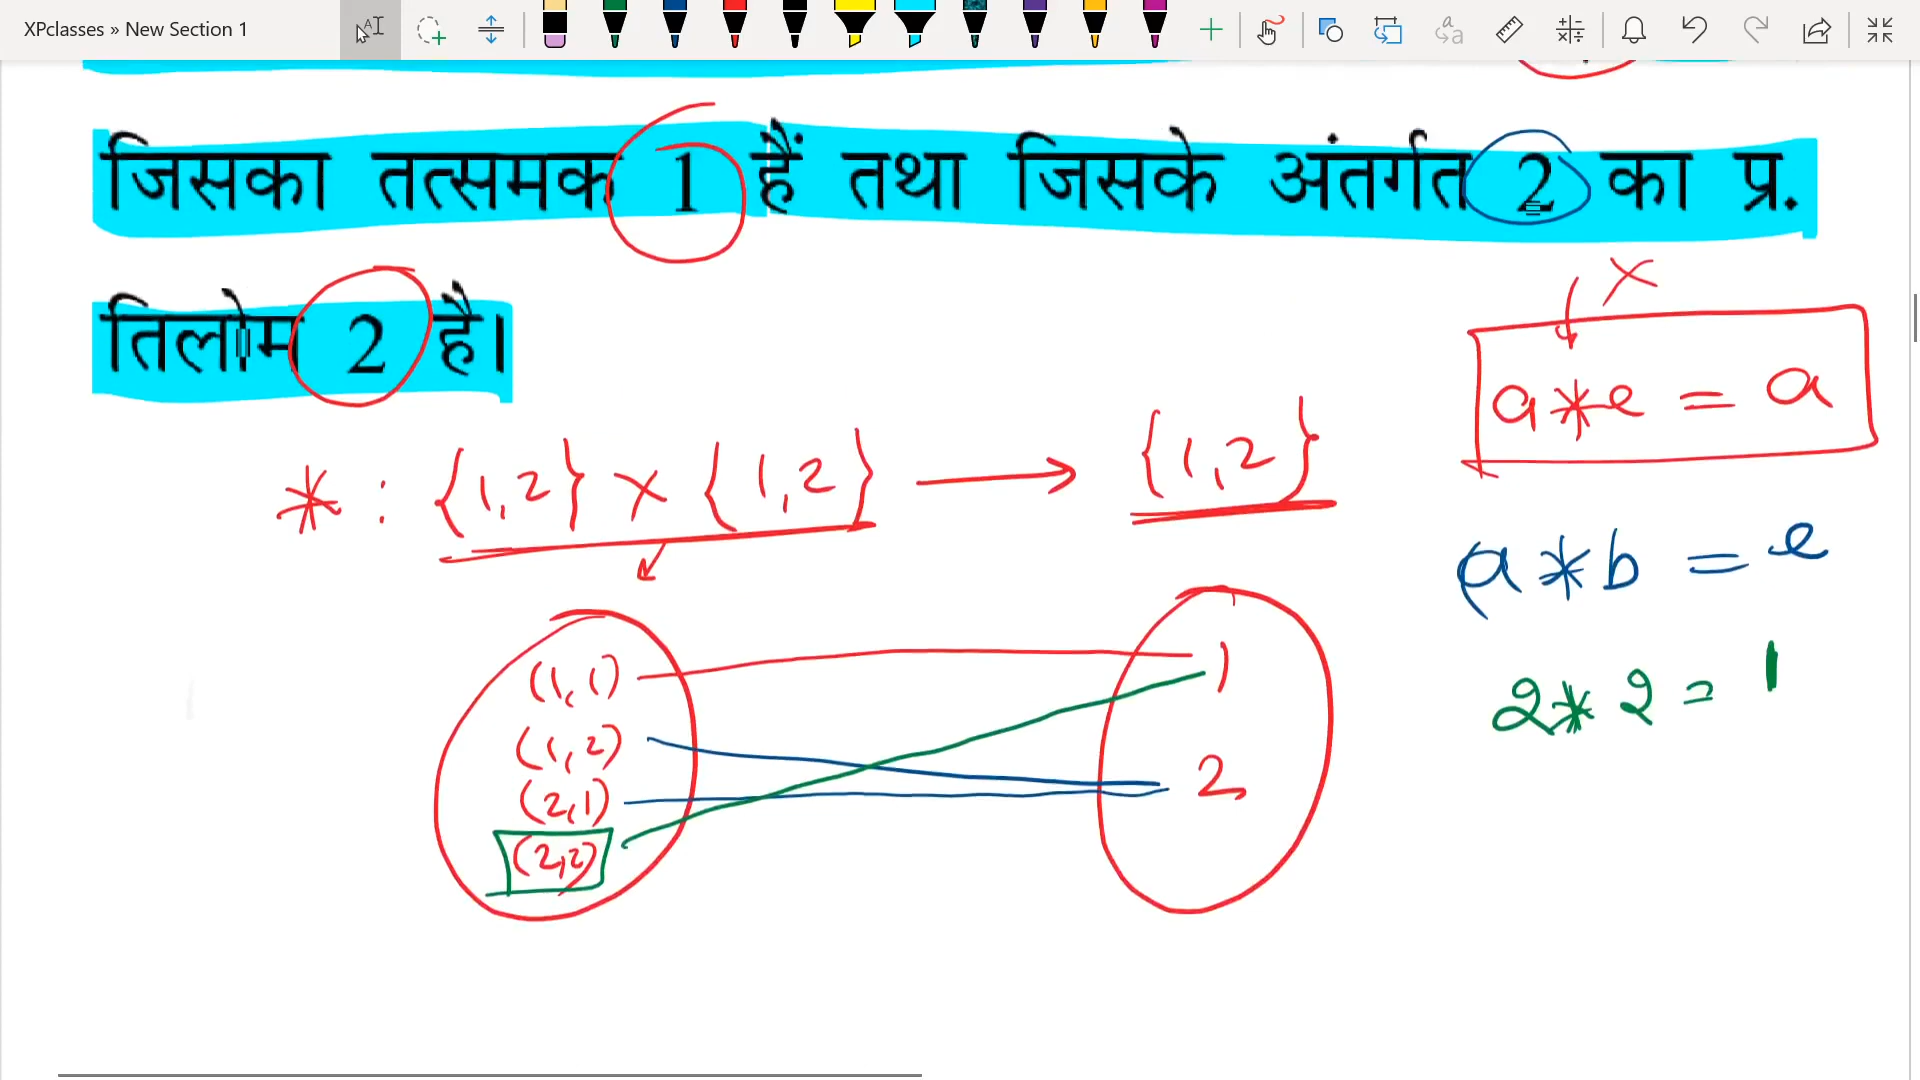 XPclasses » New Section 1
जिसका तत्समक 1 हैं तथा जिसके अंतर्गत 2 का प्र.
तिलोम 2 है।
a * e = a
* : {1,2} × {1,2} → {1,2}
a * b = e
(1,1) 1
2 * 2 = 1
(1,2)
(2,1) 2
(2,2)